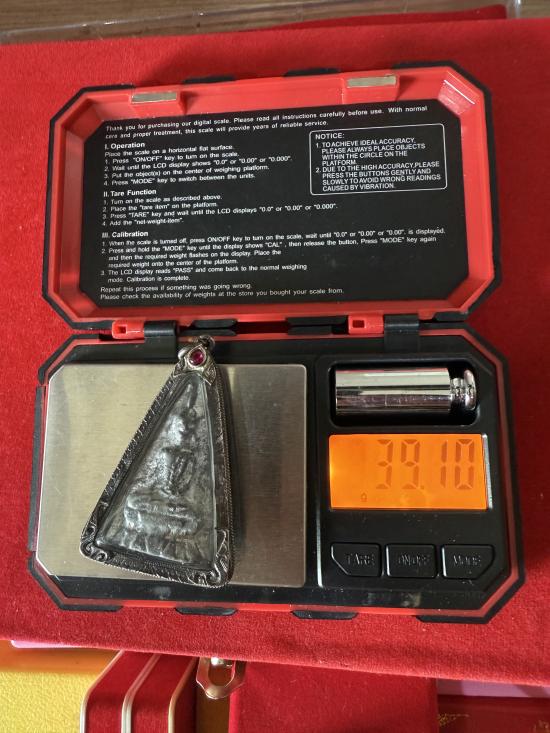 Thank you for purchasing our digital scale. Please read all instructions carefully before use. With normal
care and proper treatment, this scale will provide years of reliable service.
I. Operation
Place the scale on a horizontal flat surface.
1. Press "ON/OFF" key to turn on the scale.
2. Wait until the LCD display shows "0.0" or "0.00" or "0.000".
3. Put the object(s) on the center of weighing platform.
4. Press "MODE" key to switch between the units.
NOTICE:
1. TO ACHIEVE IDEAL ACCURACY,
PLEASE ALWAYS PLACE OBJECTS
WITHIN THE CIRCLE ON THE
PLATFORM.
2. DUE TO THE HIGH ACCURACY,PLEASE
PRESS THE BUTTONS GENTLY AND
SLOWLY TO AVOID WRONG READINGS
CAUSED BY VIBRATION.
II. Tare Function
1. Turn on the scale as described above.
2. Place the "tare item" on the platform.
3. Press "TARE" key and wait until the LCD displays "0.0" or "0.00" or "0.000".
4. Add the "net-weight-item".
III. Calibration
1. When the scale is turned off, press ON/OFF key to turn on the scale, wait until "0.0" or "0.00" or "0.00". is displayed.
2. Press and hold the "MODE" key until the display shows "CAL" , then release the button, Press "MODE" key again
and then the required weight flashes on the display. Place the
required weight onto the center of the platform.
3. The LCD display reads "PASS" and come back to the normal weighing
mode. Calibration is complete.
Repeat this process if something was going wrong.
Please check the availability of weights at the store you bought your scale from.
39.10
g
TARE ON/OFF MODE